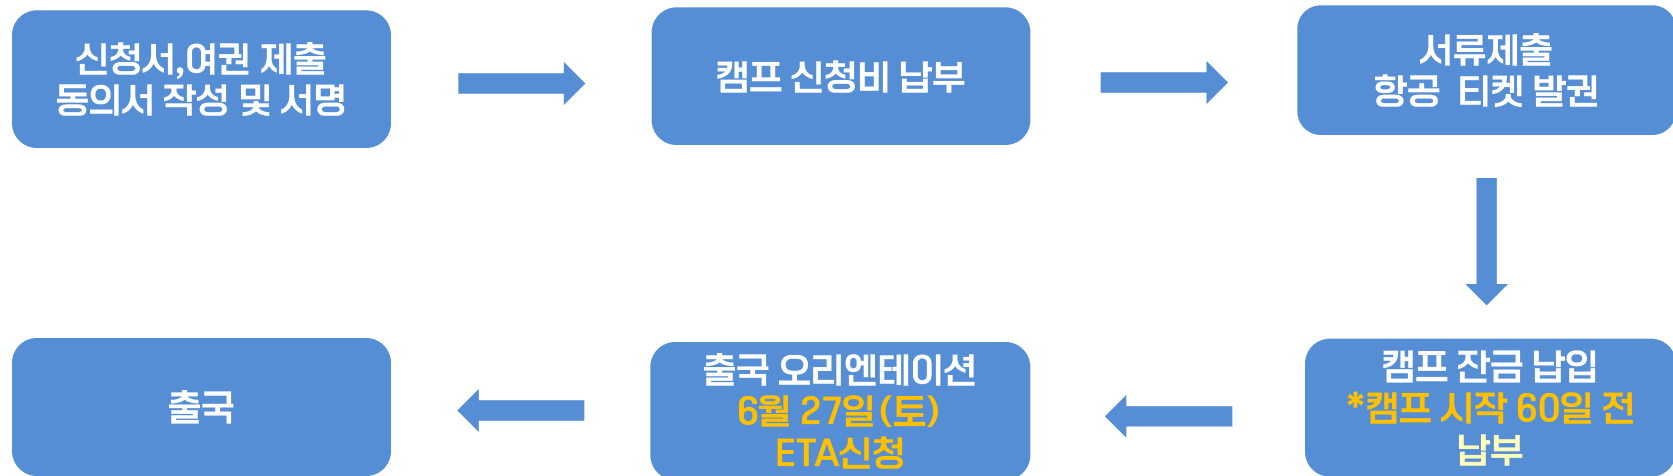 신청서,여권 제출
동의서 작성 및 서명
캠프 신청비 납부
서류제출
항공 티켓 발권
캠프 잔금 납입
*캠프 시작 60일 전
납부
출국 오리엔테이션
6월 27일(토)
ETA신청
출국